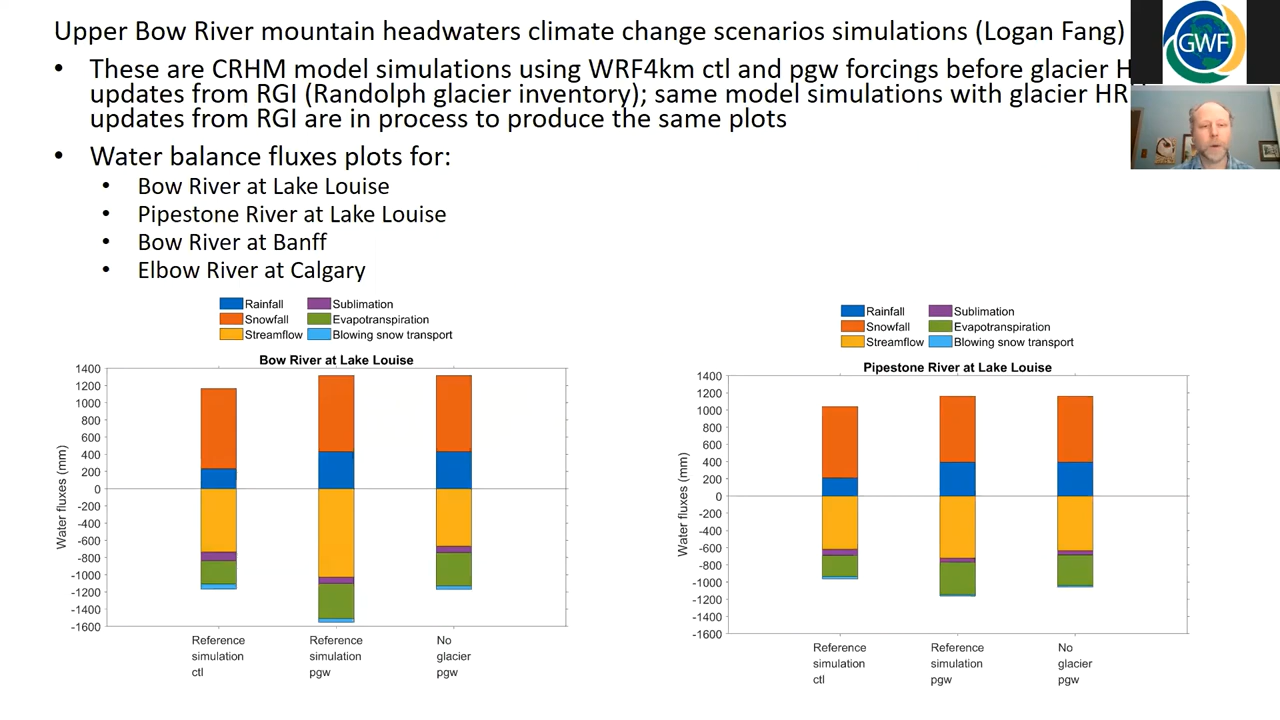 Upper Bow River mountain headwaters climate change scenarios simulations (Logan Fang)
GWF
• These are CRHM model simulations using WRF4km ctl and pgw forcings before glacier
updates from RGI (Randolph glacier inventory); same model simulations with glacier
updates from RGI are in process to produce the same plots
• Water balance fluxes plots for:
• Bow River at Lake Louise
• Pipestone River at Lake Louise
• Bow River at Banff
• Elbow River at Calgary
Rainfall Sublimation
Snowfall Evapotranspiration
Streamflow Blowing snow transport
Bow River at Lake Louise
1400
1200
1000
800
600
400
200
0
-200
-400
-600
-800
-1000
-1200
-1400
-1600
Water fluxes (mm)
Reference simulation ctl
Reference simulation pgw
No glacier pgw
Rainfall Sublimation
Snowfall Evapotranspiration
Streamflow Blowing snow transport
Pipestone River at Lake Louise
1400
1200
1000
800
600
400
200
0
-200
-400
-600
-800
-1000
-1200
-1400
-1600
Water fluxes (mm)
Reference simulation ctl
Reference simulation pgw
No glacier pgw